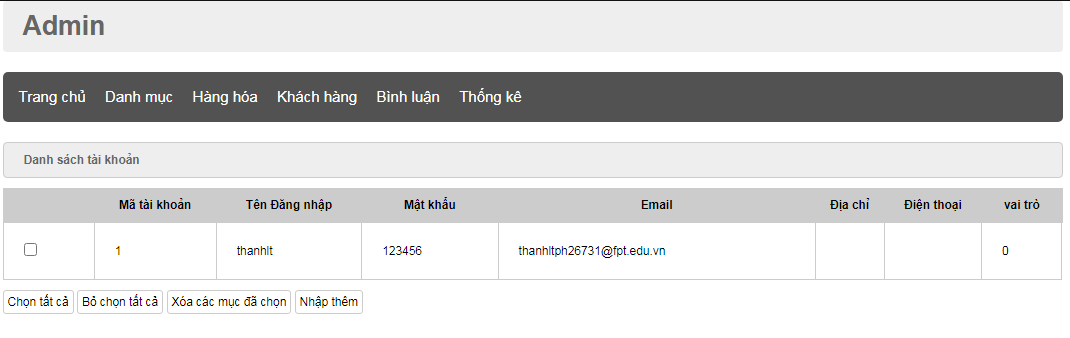 Admin
Trang chủ Danh mục Hàng hóa Khách hàng Bình luận Thống kê
Danh sách tài khoản
Mã tài khoản Tên Đăng nhập Mật khẩu Email Địa chỉ Điện thoại vai trò
1 thanhlt 123456 thanhltph26731@fpt.edu.vn 0
Chọn tất cả Bỏ chọn tất cả Xóa các mục đã chọn Nhập thêm